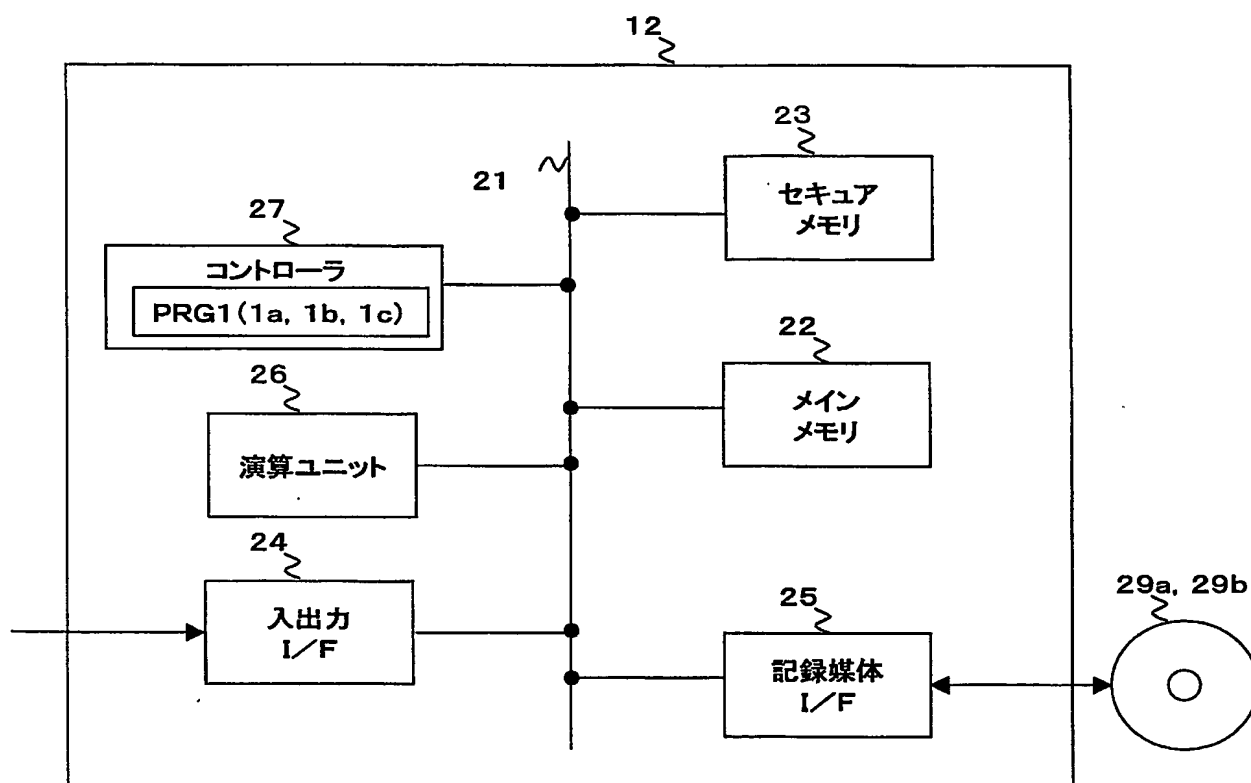 12
23
セキュア
メモリ
21
27
コントローラ
PRG1(1a, 1b, 1c)
22
メイン
メモリ
26
演算ユニット
24
入出力
I/F
25
記録媒体
I/F
29a, 29b